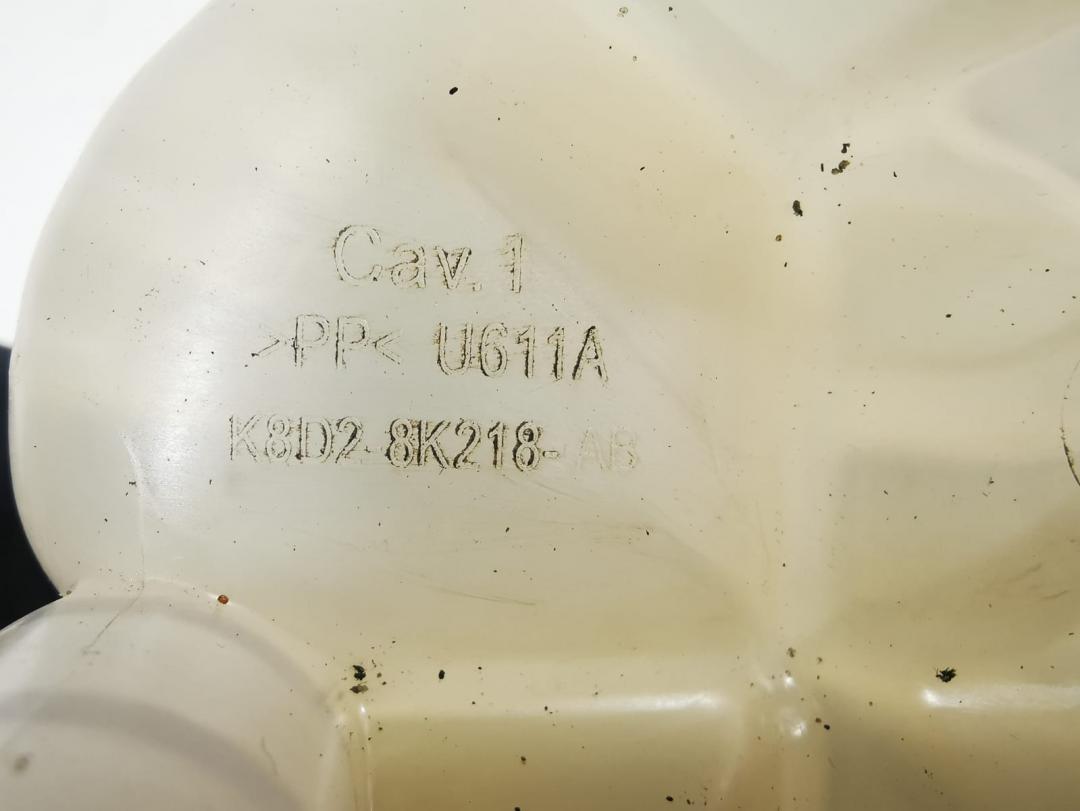 Cav. 1
>PP< U611A
K8D2-8K218-AB